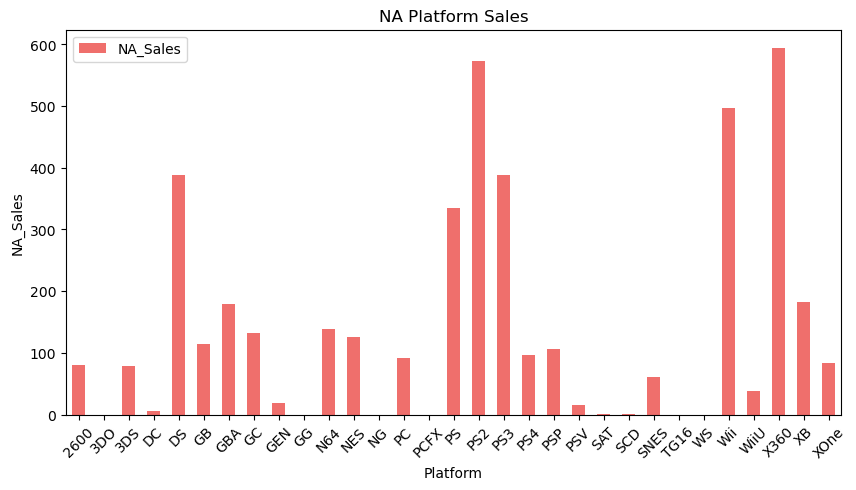 NA Platform Sales
NA_Sales
NA_Sales
600
500
400
300
200
100
0
2600
3DO
3DS
DC
DS
GB
GBA
GC
GEN
GG
N64
NES
NG
PC
PCFX
PS
PS2
PS3
PS4
PSP
PSV
SAT
SCD
SNES
TG16
WS
Wii
WiiU
X360
XB
XOne
Platform